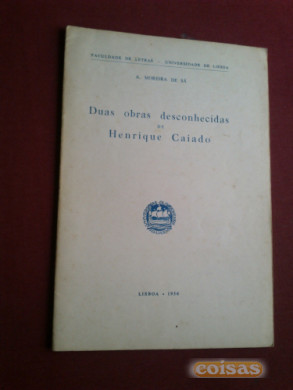 FACULDADE DE LETRAS - UNIVERSIDADE DE LISBOA
A. MOREIRA DE SÁ
Duas obras desconhecidas
DE
Henrique Caiado
LISBOA - 1956
coisas